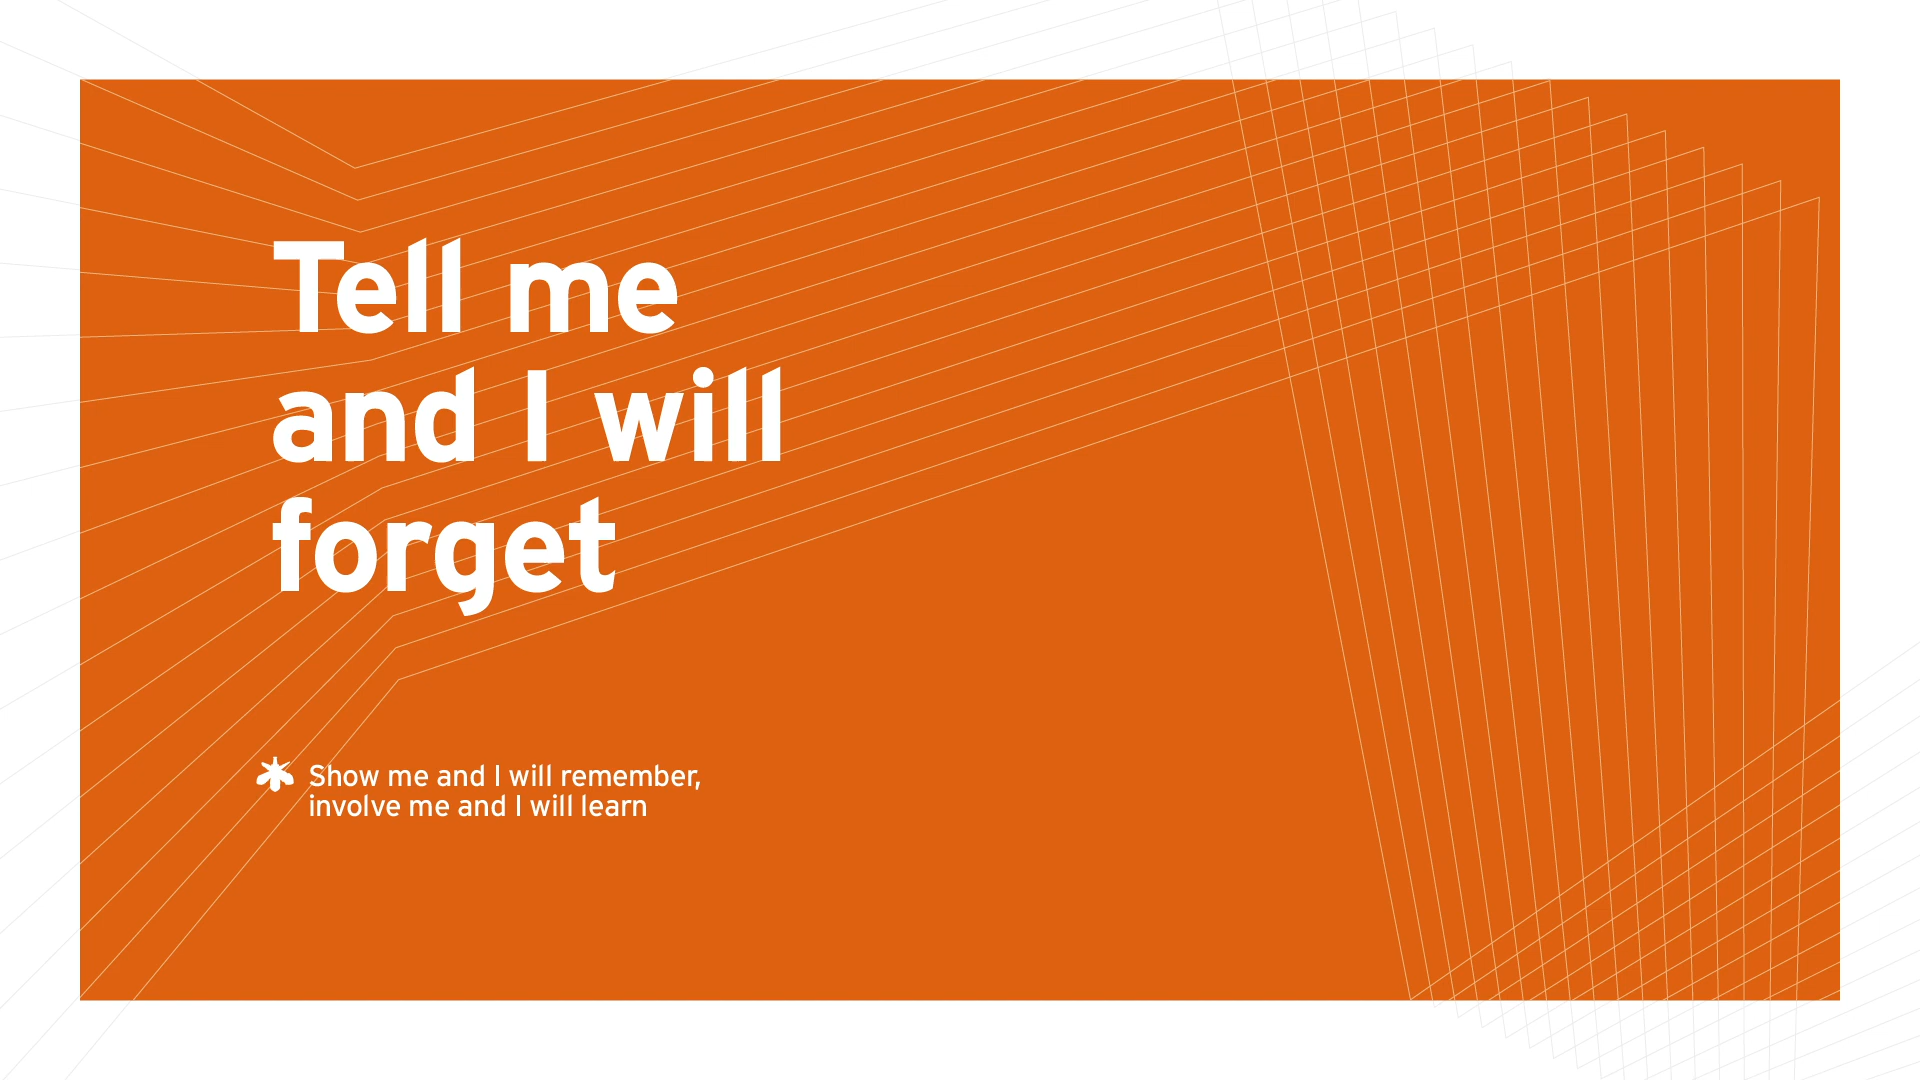 Tell me
and I will
forget
Show me and I will remember,
involve me and I will learn